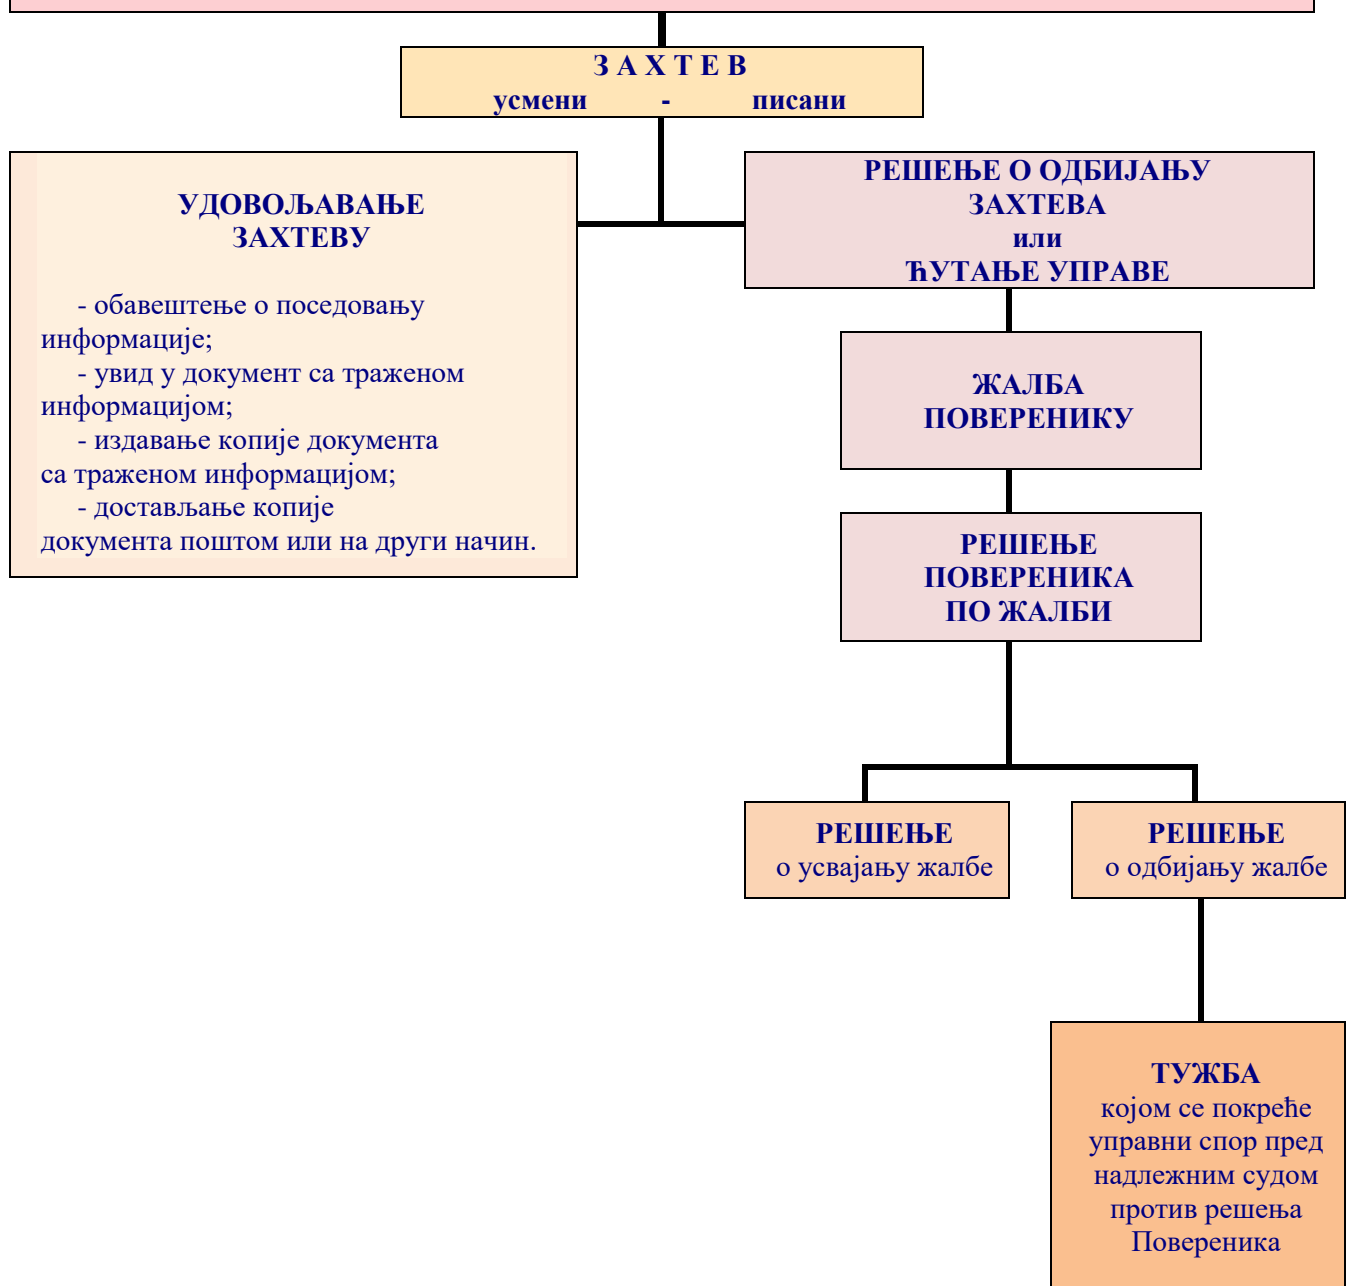 З А Х Т Е В
усмени - писани
УДОВОЉАВАЊЕ
ЗАХТЕВУ
- обавештење о поседовању
информације;
- увид у документ са траженом
информацијом;
- издавање копије документа
са траженом информацијом;
- достављање копије
документа поштом или на други начин.
РЕШЕЊЕ О ОДБИЈАЊУ
ЗАХТЕВА
или
ЋУТАЊЕ УПРАВЕ
ЖАЛБА
ПОВЕРЕНИКУ
РЕШЕЊЕ
ПОВЕРЕНИКА
ПО ЖАЛБИ
РЕШЕЊЕ
о усвајању жалбе
РЕШЕЊЕ
о одбијању жалбе
ТУЖБА
којом се покреће
управни спор пред
надлежним судом
против решења
Повереника